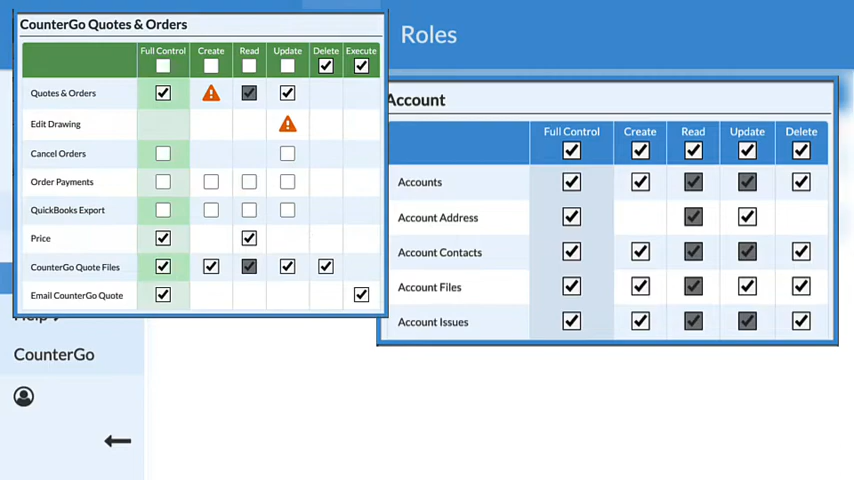 CounterGo Quotes & Orders
Full Control Create Read Update Delete Execute
Quotes & Orders
Edit Drawing
Cancel Orders
Order Payments
QuickBooks Export
Price
CounterGo Quote Files
Email CounterGo Quote
Roles
Account
Full Control Create Read Update Delete
Accounts
Account Address
Account Contacts
Account Files
Account Issues
Help
CounterGo